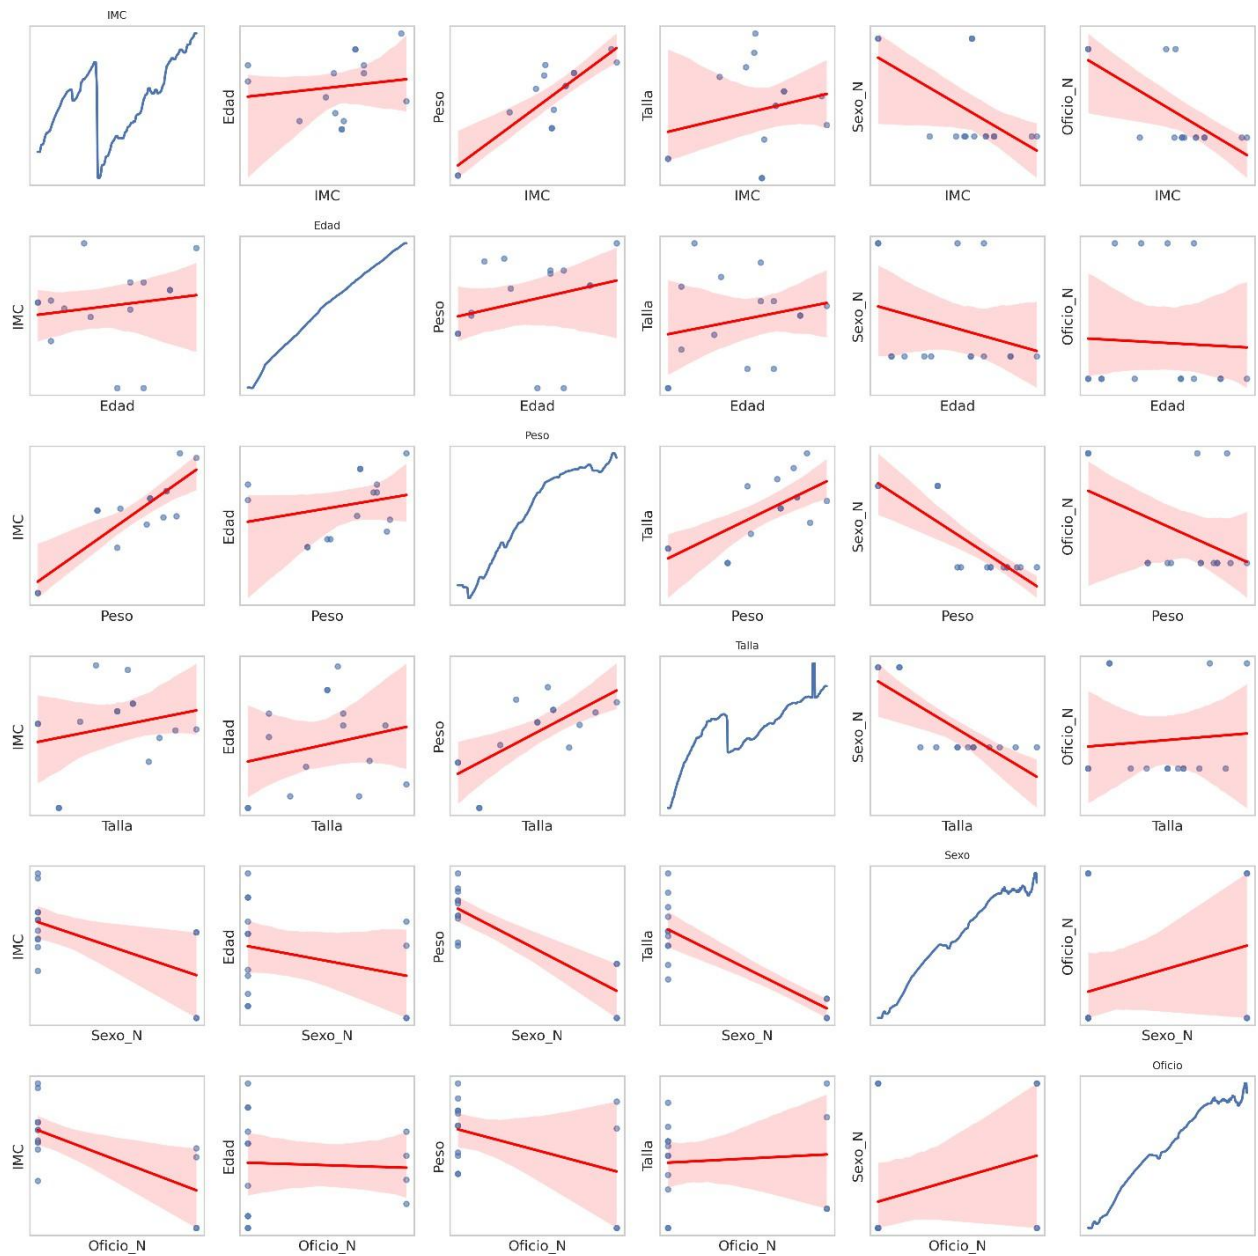 IMC
Edad
IMC
Peso
IMC
Talla
IMC
Sexo_N
IMC
Oficio_N
IMC
IMC
Edad
Edad
Peso
Edad
Talla
Edad
Sexo_N
Edad
Oficio_N
Edad
IMC
Peso
Edad
Peso
Peso
Talla
Peso
Sexo_N
Peso
Oficio_N
Peso
IMC
Talla
Edad
Talla
Peso
Talla
Talla
Sexo_N
Talla
Oficio_N
Talla
IMC
Sexo_N
Edad
Sexo_N
Peso
Sexo_N
Talla
Sexo_N
Sexo
Oficio_N
Sexo_N
IMC
Oficio_N
Edad
Oficio_N
Peso
Oficio_N
Talla
Oficio_N
Sexo_N
Oficio_N
Oficio